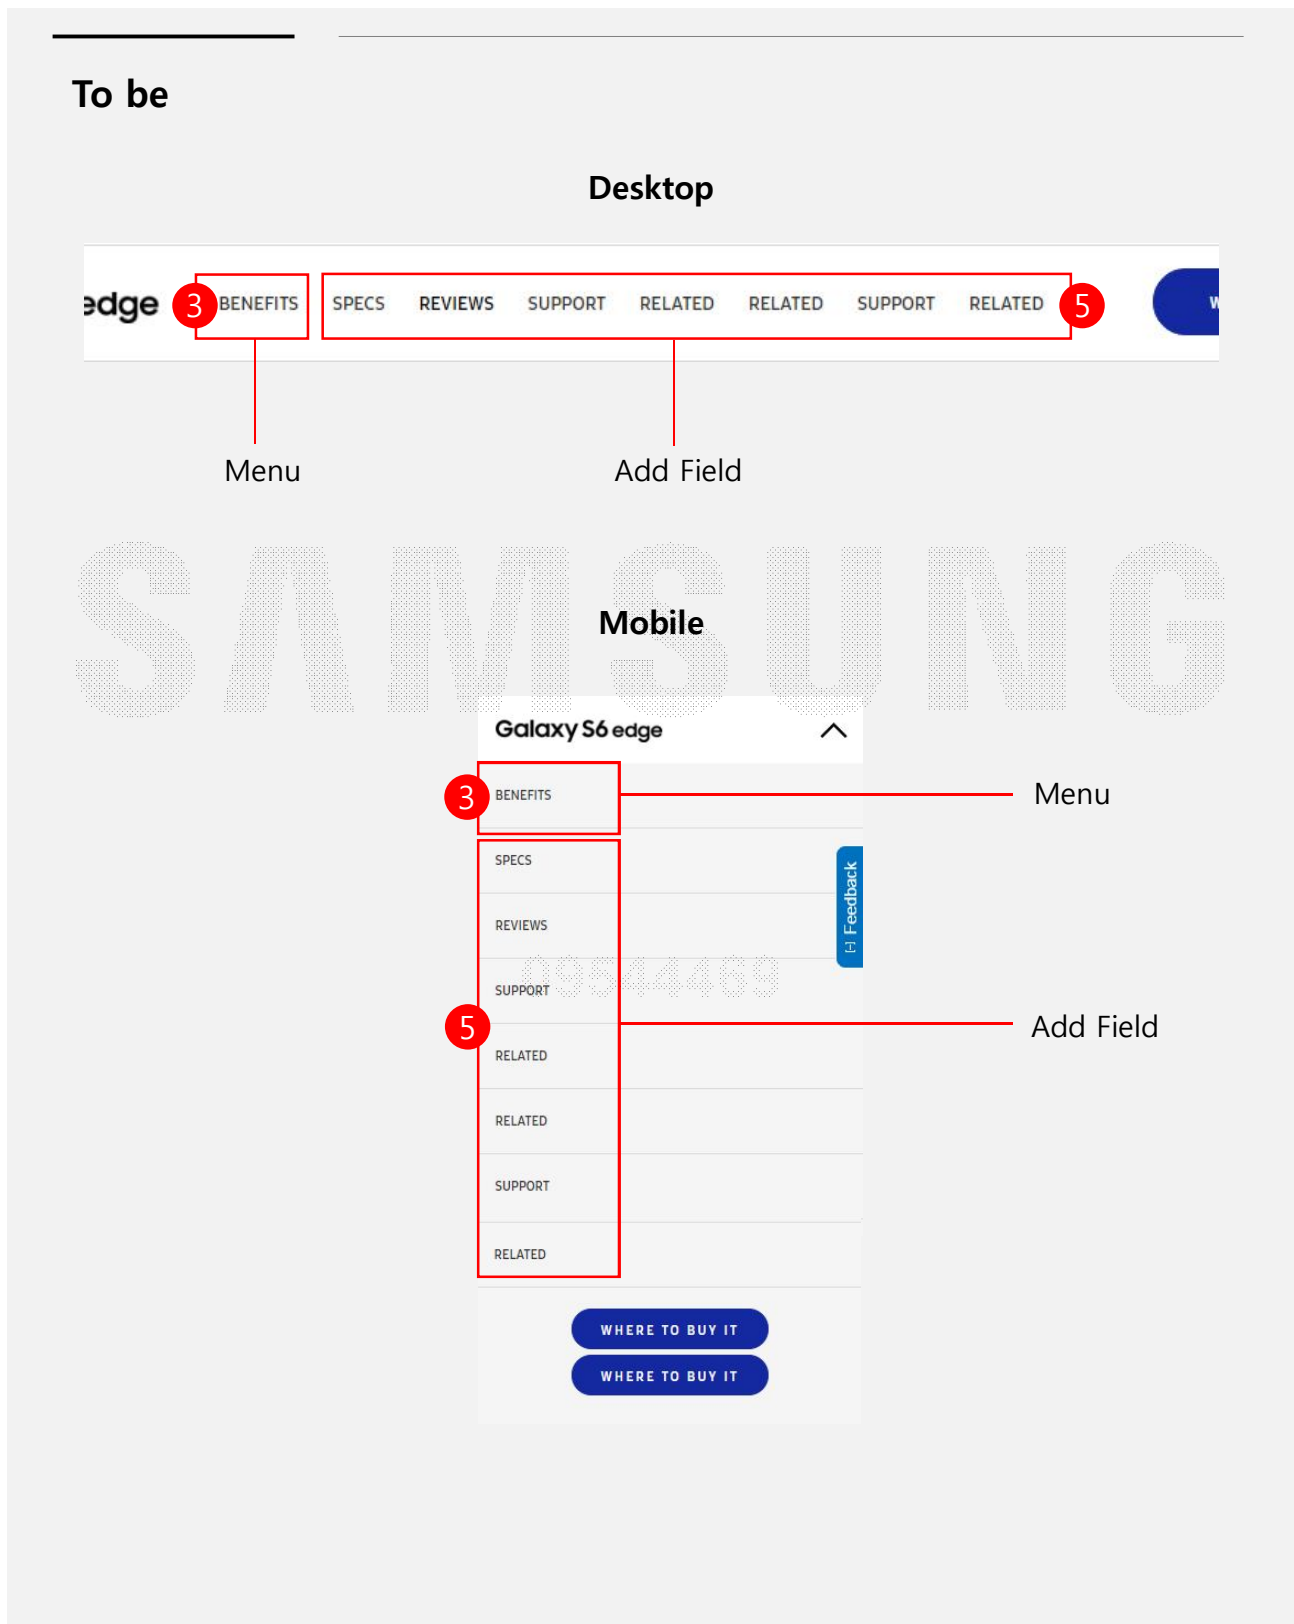 To be
Desktop
edge 3 BENEFITS SPECS REVIEWS SUPPORT RELATED RELATED SUPPORT RELATED 5 W
Menu Add Field
SAMSUNG
Mobile
Galaxy S6 edge
3 BENEFITS Menu
SPECS
[-] Feedback
REVIEWS
09544469
SUPPORT
5 Add Field
RELATED
RELATED
SUPPORT
RELATED
WHERE TO BUY IT
WHERE TO BUY IT